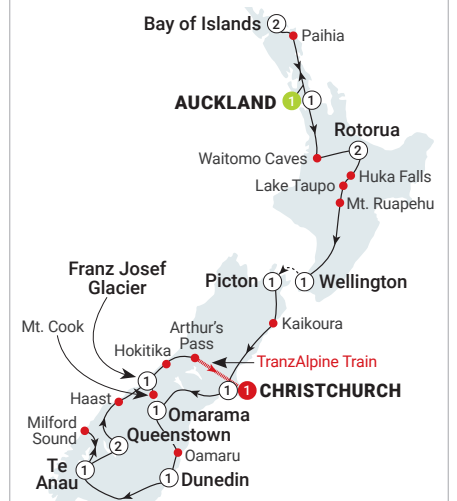 Bay of Islands 2
Paihia
AUCKLAND 1 1
Rotorua
2
Waitomo Caves
Huka Falls
Lake Taupo
Mt. Ruapehu
Franz Josef
Glacier
Picton 1 1 Wellington
Mt. Cook
Arthur's
Pass
Kaikoura
Hokitika
TranzAlpine Train
1
1 1 CHRISTCHURCH
Haast
1
Omarama
Milford
Sound
Queenstown
2
Oamaru
Te
Anau
1
1 Dunedin